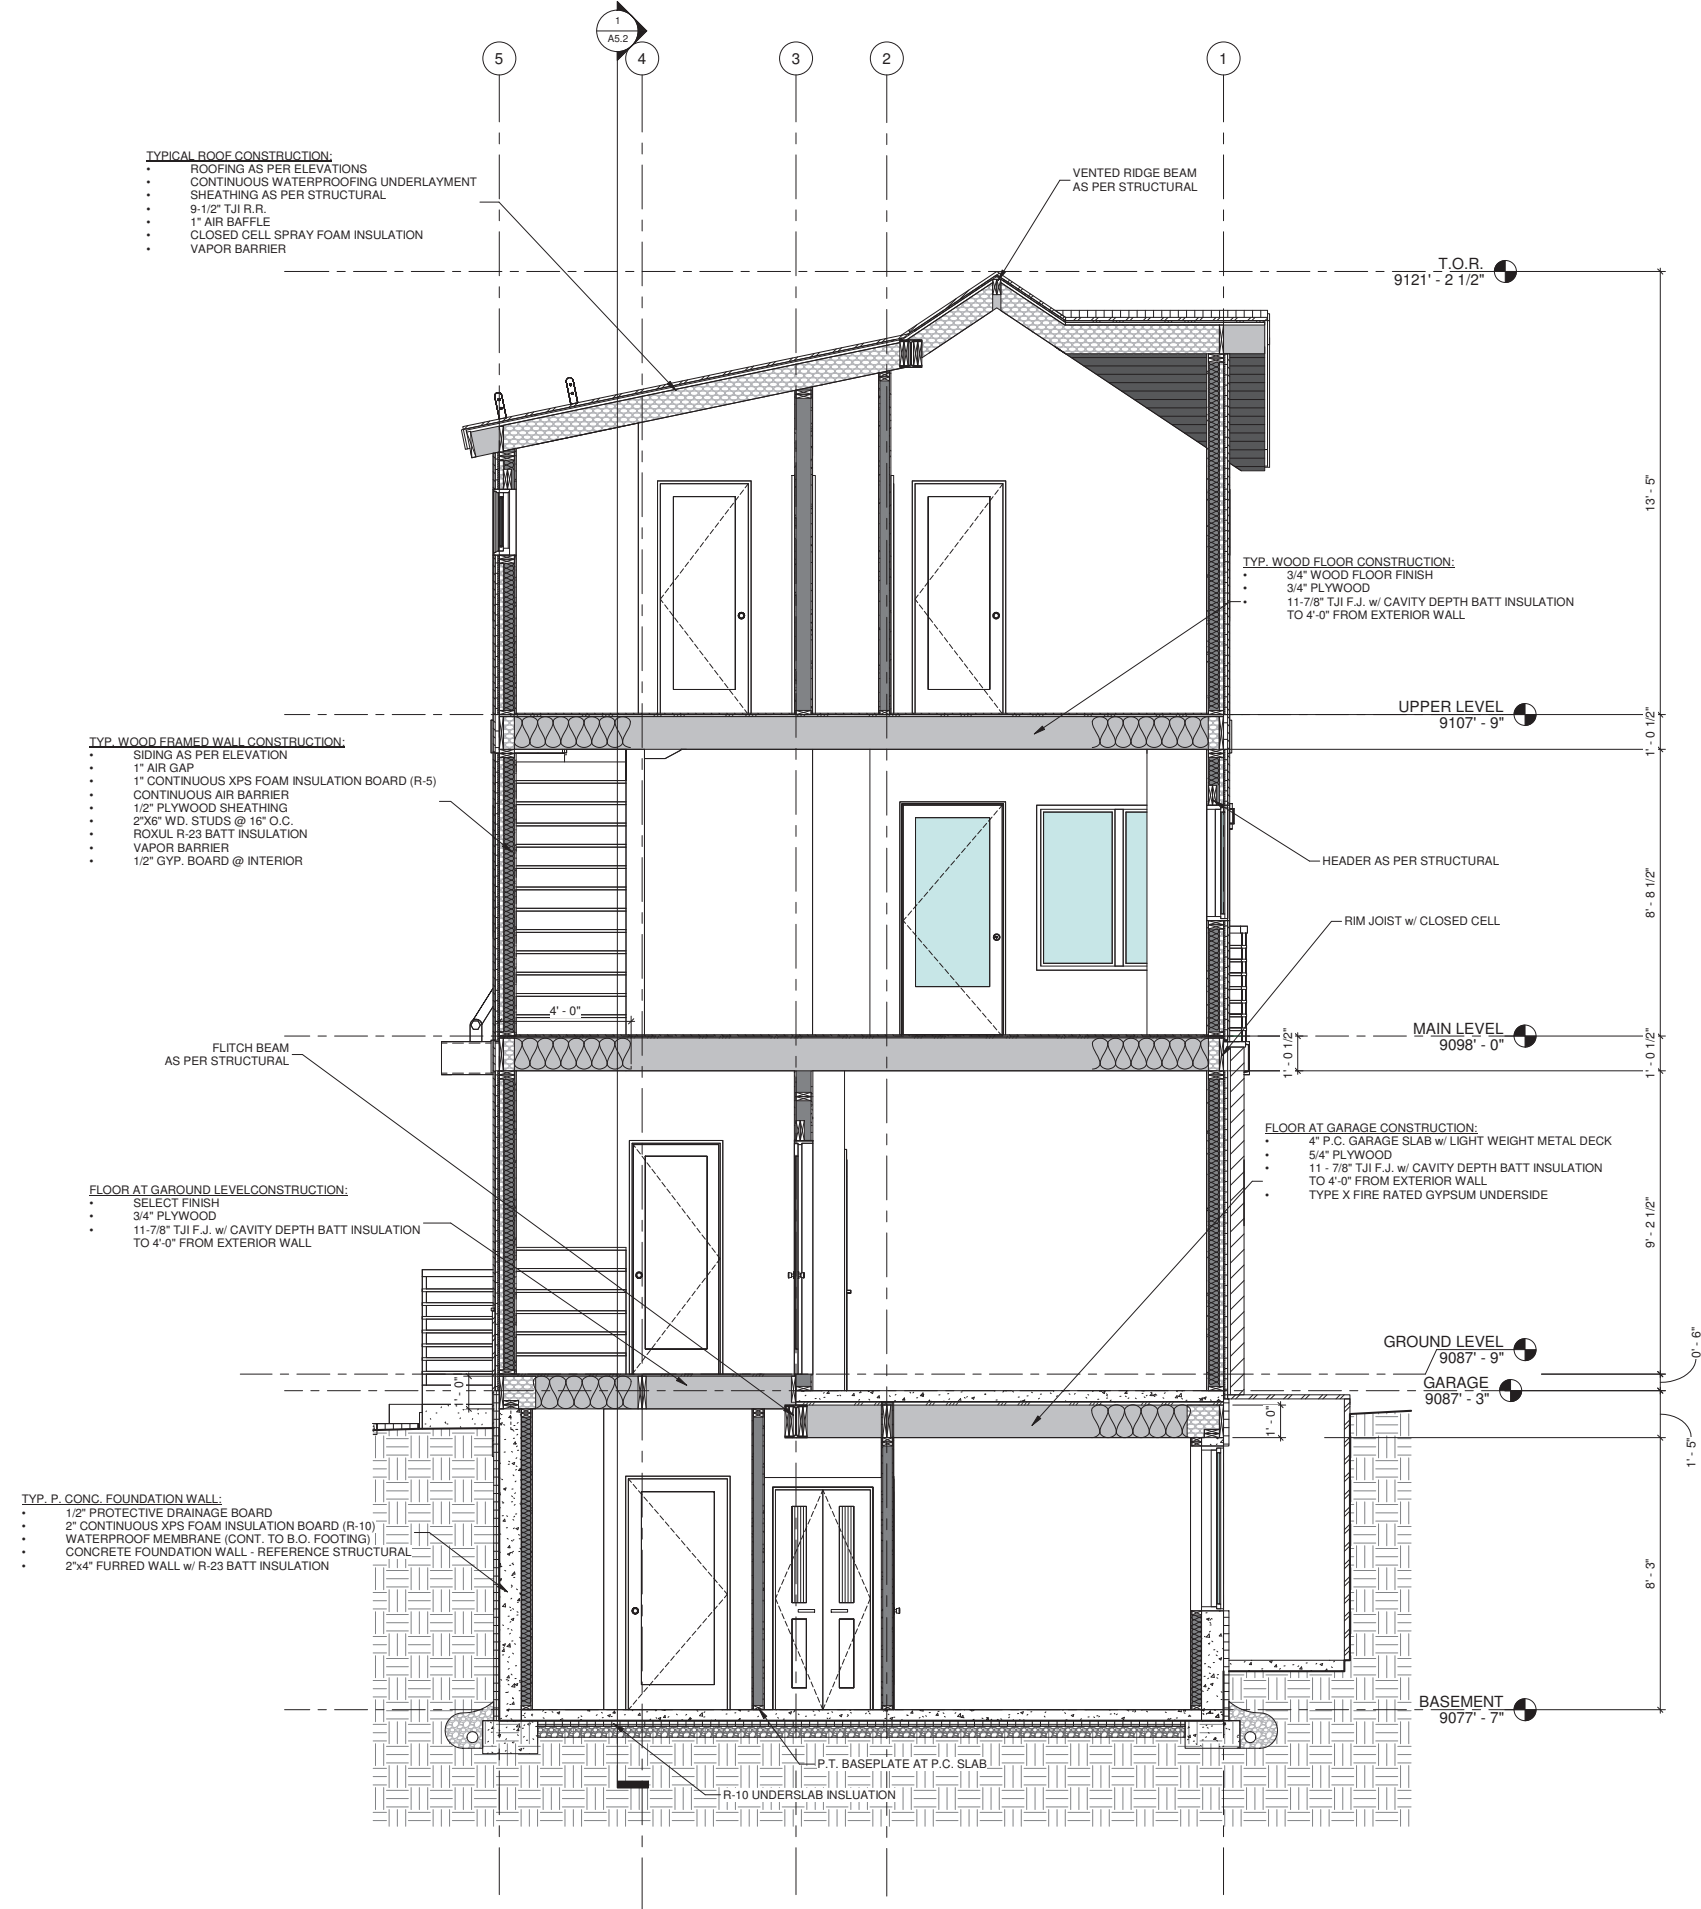 1
A5.2
5
4
3
2
1
TYPICAL ROOF CONSTRUCTION:
• ROOFING AS PER ELEVATIONS
• CONTINUOUS WATERPROOFING UNDERLAYMENT
• SHEATHING AS PER STRUCTURAL
• 9-1/2" TJI R.R.
• 1" AIR BAFFLE
• CLOSED CELL SPRAY FOAM INSULATION
• VAPOR BARRIER
VENTED RIDGE BEAM
AS PER STRUCTURAL
T.O.R.
9121' - 2 1/2"
13' - 5"
TYP. WOOD FLOOR CONSTRUCTION:
• 3/4" WOOD FLOOR FINISH
• 3/4" PLYWOOD
• 11-7/8" TJI F.J. w/ CAVITY DEPTH BATT INSULATION
TO 4'-0" FROM EXTERIOR WALL
UPPER LEVEL
9107' - 9"
1' - 0 1/2"
TYP. WOOD FRAMED WALL CONSTRUCTION:
• SIDING AS PER ELEVATION
• 1" AIR GAP
• 1" CONTINUOUS XPS FOAM INSULATION BOARD (R-5)
• CONTINUOUS AIR BARRIER
• 1/2" PLYWOOD SHEATHING
• 2"X6" WD. STUDS @ 16" O.C.
• ROXUL R-23 BATT INSULATION
• VAPOR BARRIER
• 1/2" GYP. BOARD @ INTERIOR
HEADER AS PER STRUCTURAL
8' - 8 1/2"
RIM JOIST w/ CLOSED CELL
4' - 0"
MAIN LEVEL
9098' - 0"
1' - 0 1/2"
1' - 0 1/2"
FLITCH BEAM
AS PER STRUCTURAL
FLOOR AT GARAGE CONSTRUCTION:
• 4" P.C. GARAGE SLAB w/ LIGHT WEIGHT METAL DECK
• 5/4" PLYWOOD
• 11 - 7/8" TJI F.J. w/ CAVITY DEPTH BATT INSULATION
TO 4'-0" FROM EXTERIOR WALL
• TYPE X FIRE RATED GYPSUM UNDERSIDE
FLOOR AT GAROUND LEVELCONSTRUCTION:
• SELECT FINISH
• 3/4" PLYWOOD
• 11-7/8" TJI F.J. w/ CAVITY DEPTH BATT INSULATION
TO 4'-0" FROM EXTERIOR WALL
9' - 2 1/2"
GROUND LEVEL
9087' - 9"
0' - 6"
GARAGE
9087' - 3"
1' - 0"
1' - 0"
1' - 5"
TYP. P. CONC. FOUNDATION WALL:
• 1/2" PROTECTIVE DRAINAGE BOARD
• 2" CONTINUOUS XPS FOAM INSULATION BOARD (R-10)
• WATERPROOF MEMBRANE (CONT. TO B.O. FOOTING)
• CONCRETE FOUNDATION WALL - REFERENCE STRUCTURAL
• 2"x4" FURRED WALL w/ R-23 BATT INSULATION
8' - 3"
BASEMENT
9077' - 7"
P.T. BASEPLATE AT P.C. SLAB
R-10 UNDERSLAB INSLUATION